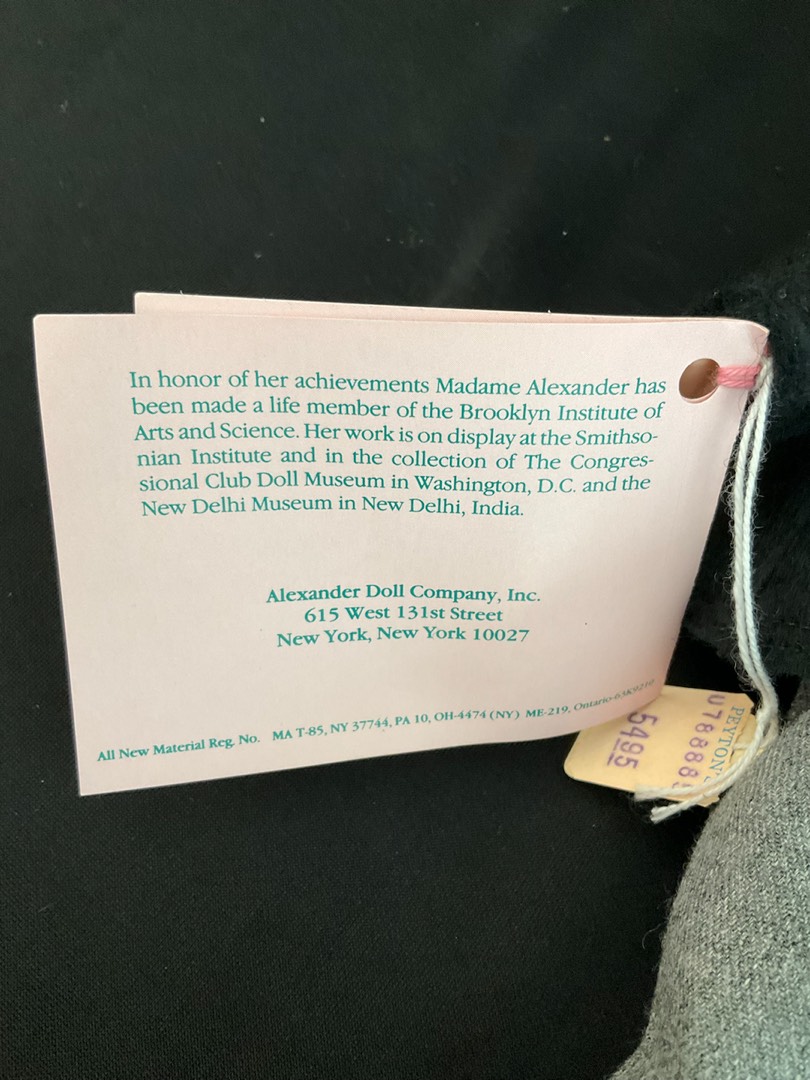 In honor of her achievements Madame Alexander has
been made a life member of the Brooklyn Institute of
Arts and Science. Her work is on display at the Smithso-
nian Institute and in the collection of The Congres-
sional Club Doll Museum in Washington, D.C. and the
New Delhi Museum in New Delhi, India.
Alexander Doll Company, Inc.
615 West 131st Street
New York, New York 10027
All New Material Reg. No. MA T-85, NY 37744, PA 10, OH-4474 (NY) ME-219, Ontario-
PEYTON'
5495